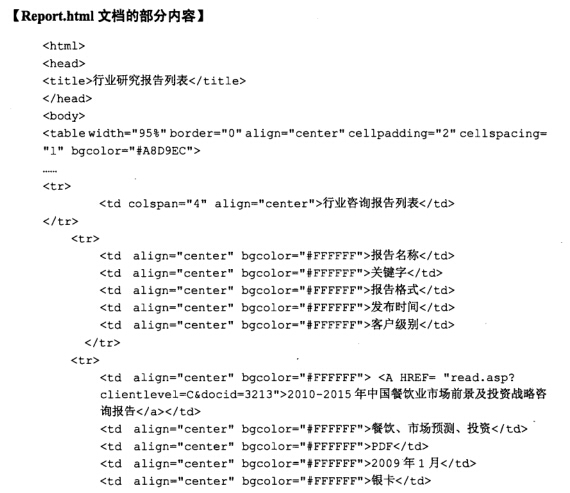 【Report.html 文档的部分内容】
<html>
<head>
<title>行业研究报告列表</title>
</head>
<body>
<table width="95%" border="0" align="center" cellpadding="2" cellspacing=
"1" bgcolor="#A8D9EC">
……
<tr>
<td colspan="4" align="center">行业咨询报告列表</td>
</tr>
<tr>
<td align="center" bgcolor="#FFFFFF">报告名称</td>
<td align="center" bgcolor="#FFFFFF">关键字</td>
<td align="center" bgcolor="#FFFFFF">报告格式</td>
<td align="center" bgcolor="#FFFFFF">发布时间</td>
<td align="center" bgcolor="#FFFFFF">客户级别</td>
</tr>
<tr>
<td align="center" bgcolor="#FFFFFF"> <A HREF= "read.asp?
clientlevel=C&docid=3213">2010-2015 年中国餐饮业市场前景及投资战略咨
询报告</a></td>
<td align="center" bgcolor="#FFFFFF">餐饮、市场预测、投资</td>
<td align="center" bgcolor="#FFFFFF">PDF</td>
<td align="center" bgcolor="#FFFFFF">2009 年 1 月</td>
<td align="center" bgcolor="#FFFFFF">银卡</td>